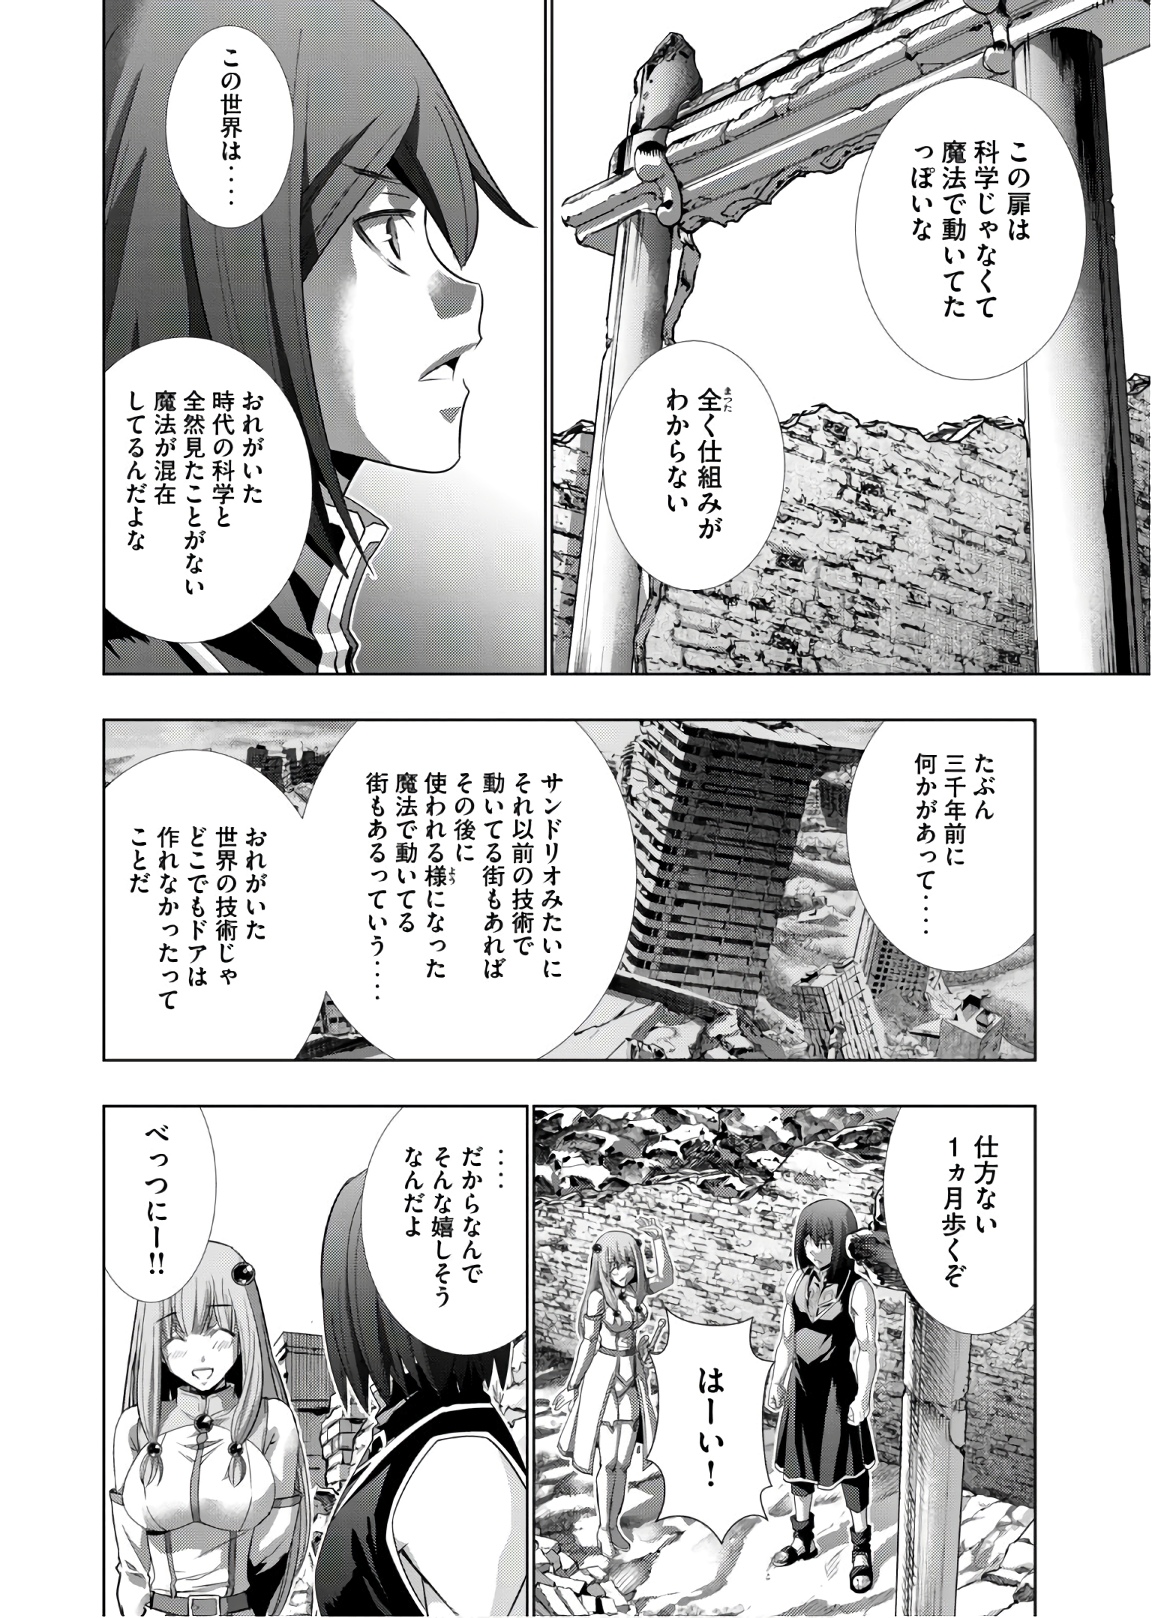 この扉は
科学じゃなくて
魔法で動いてた
っぽいな
全く仕組みが
まった
わからない
この世界は‥‥
おれがいた
時代の科学と
全然見たことがない
魔法が混在
してるんだよな
たぶん
三千年前に
何かがあって‥‥
サンドリオみたいに
それ以前の技術で
動いてる街もあれば
その後に
使われる様になった
よう
魔法で動いてる
街もあるっていう‥‥
おれがいた
世界の技術じゃ
どこでもドアは
作れなかったって
ことだ
仕方ない
1ヵ月歩くぞ
はーい!
‥‥
だからなんで
そんな嬉しそう
なんだよ
べっつにー!!